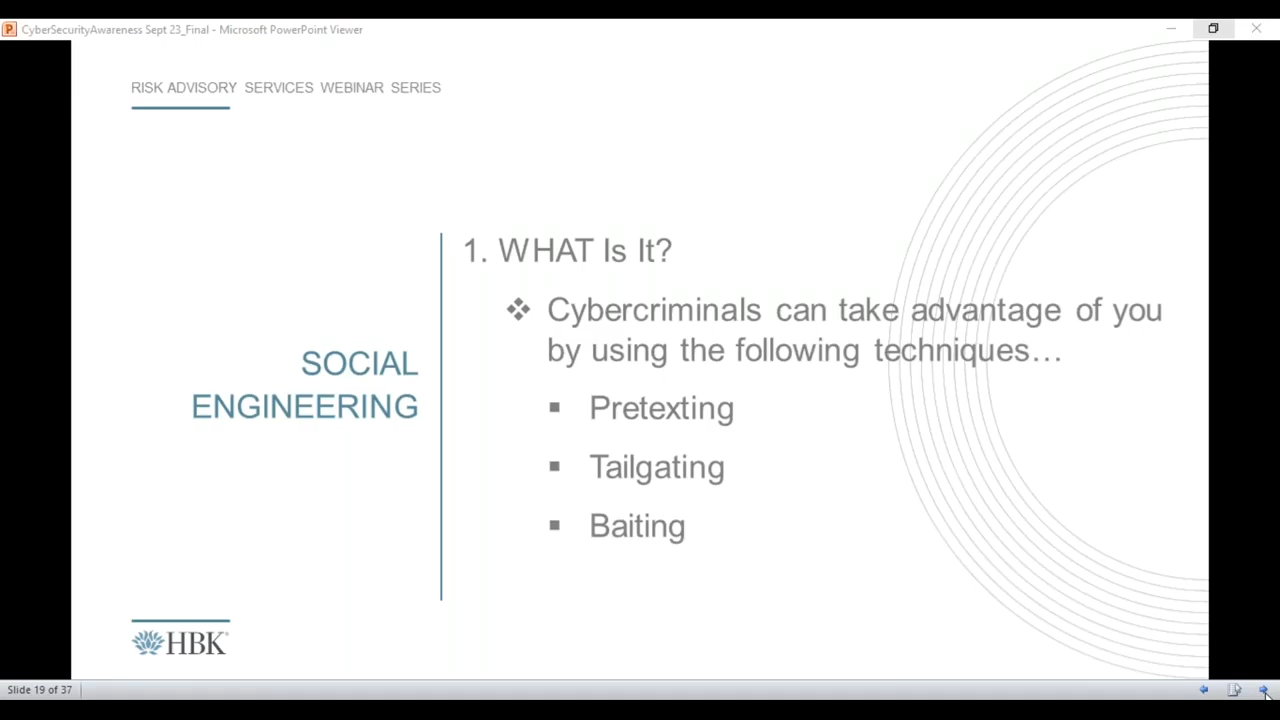 CyberSecurityAwareness Sept 23_Final - Microsoft PowerPoint Viewer
RISK ADVISORY SERVICES WEBINAR SERIES
SOCIAL
ENGINEERING
1. WHAT Is It?
❖ Cybercriminals can take advantage of you
by using the following techniques…
▪ Pretexting
▪ Tailgating
▪ Baiting
HBK®
Slide 19 of 37